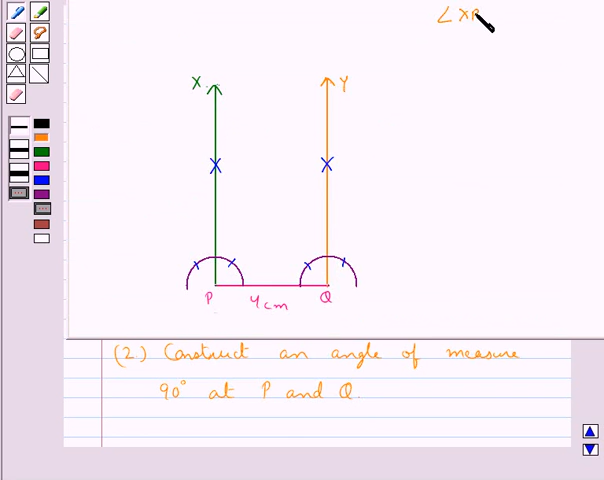 ∠ XP
X
Y
P
Q
4cm
(2.) Construct an angle of measure
90° at P and Q.